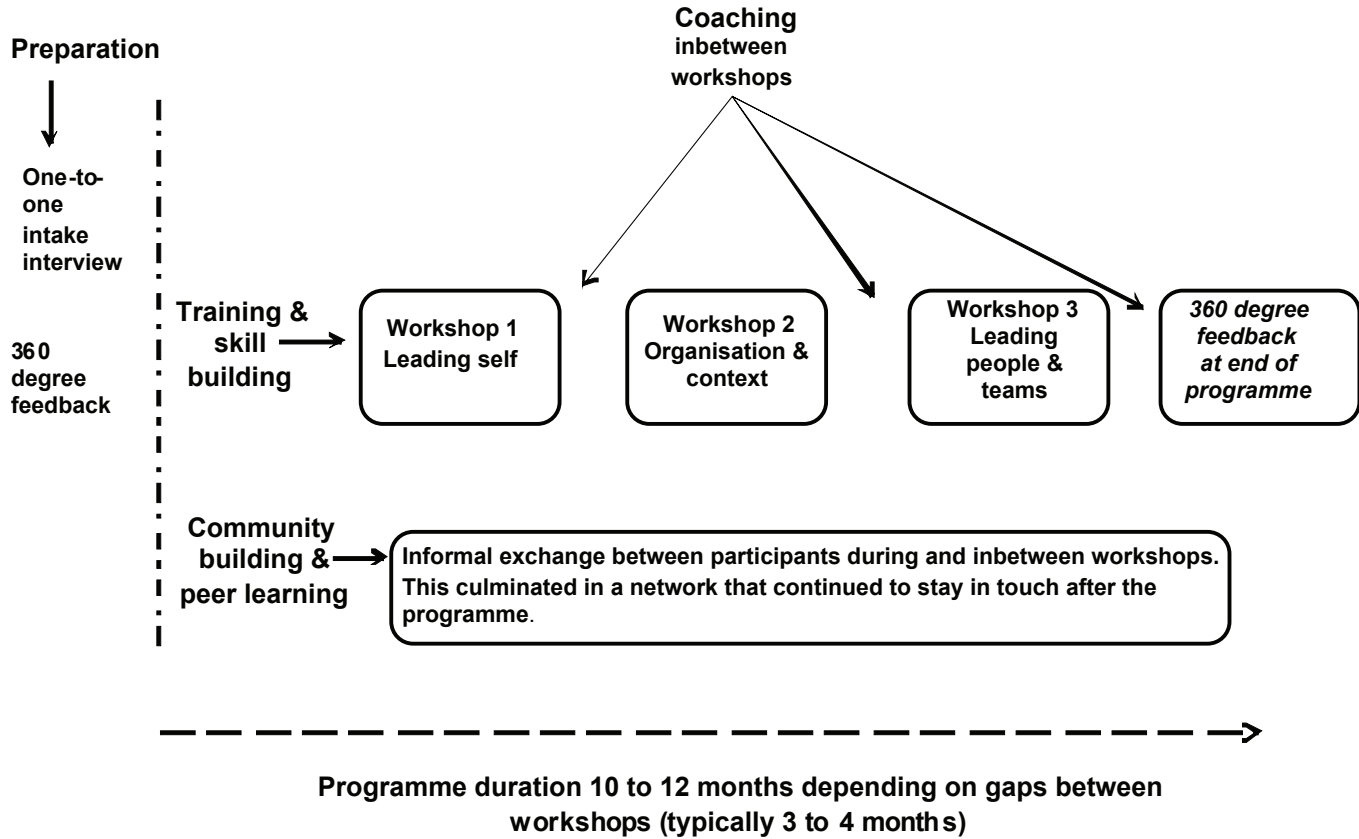 Preparation
One-to-
one
intake
interview
360
degree
feedback
Coaching
inbetween
workshops
Training &
skill
building
Workshop 1
Leading self
Workshop 2
Organisation &
context
Workshop 3
Leading
people &
teams
360 degree
feedback
at end of
programme
Community
building &
peer learning
Informal exchange between participants during and inbetween workshops.
This culminated in a network that continued to stay in touch after the
programme.
Programme duration 10 to 12 months depending on gaps between
workshops (typically 3 to 4 months)